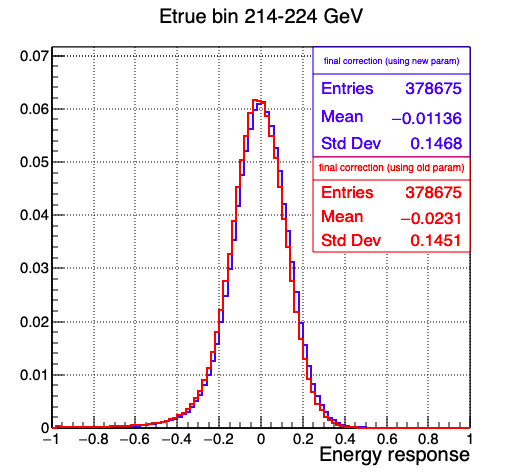 Etrue bin 214-224 GeV
final correction (using new param)
Entries 378675
Mean −0.01136
Std Dev 0.1468
final correction (using old param)
Entries 378675
Mean −0.0231
Std Dev 0.1451
0.07
0.06
0.05
0.04
0.03
0.02
0.01
0
−1 −0.8 −0.6 −0.4 −0.2 0 0.2 0.4 0.6 0.8 1
Energy response